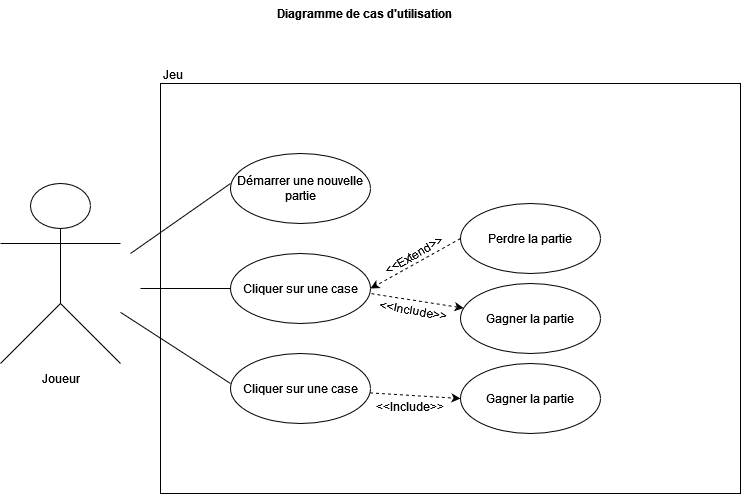 Diagramme de cas d'utilisation
Jeu
Démarrer une nouvelle
partie
Perdre la partie
<<Extend>>
Cliquer sur une case
<<Include>>
Gagner la partie
Joueur
Cliquer sur une case
<<Include>>
Gagner la partie